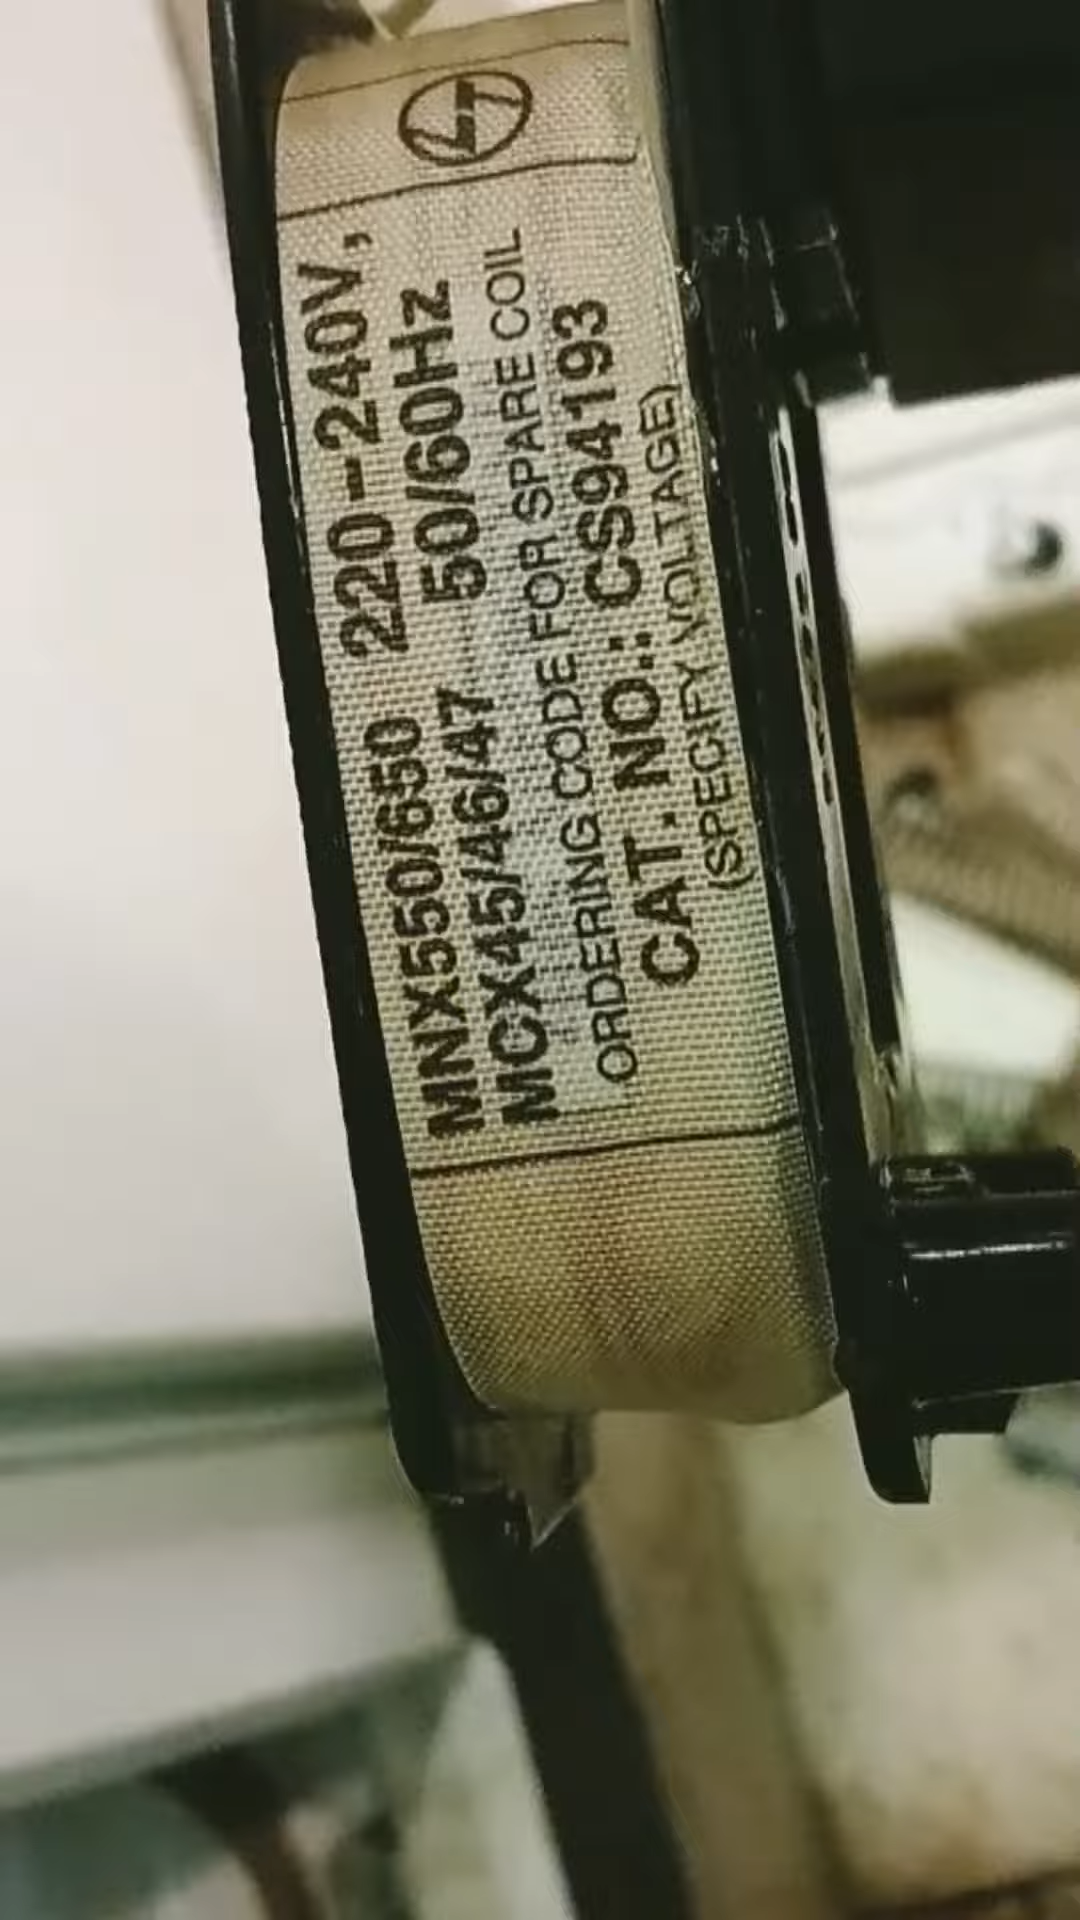 LT
MNX550/650 220-240V,
MCX45/46/47 50/60Hz
ORDERING CODE FOR SPARE COIL
CAT. NO.: CS94193
(SPECIFY VOLTAGE)